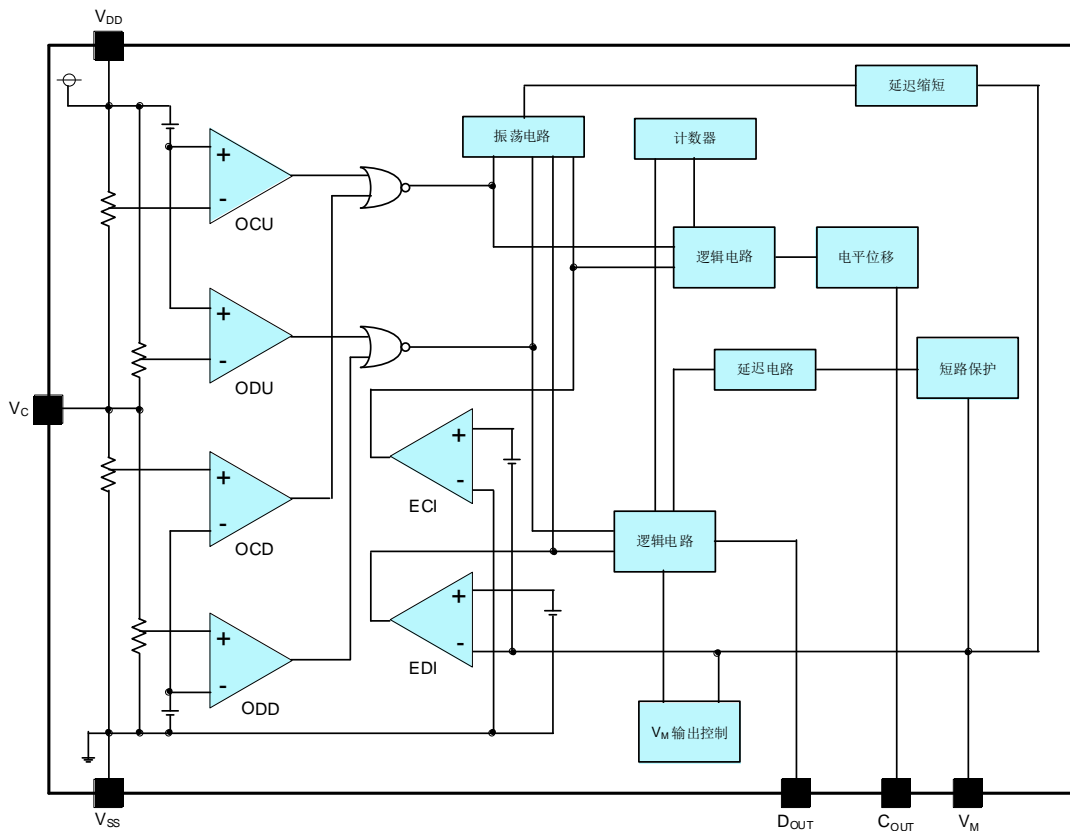 VDD
延迟缩短
振荡电路
计数器
+
-
OCU
逻辑电路
电平位移
+
-
ODU
延迟电路
短路保护
VC
+
-
ECI
+
-
OCD
逻辑电路
+
-
EDI
+
-
ODD
VM 输出控制
VSS
DOUT
COUT
VM